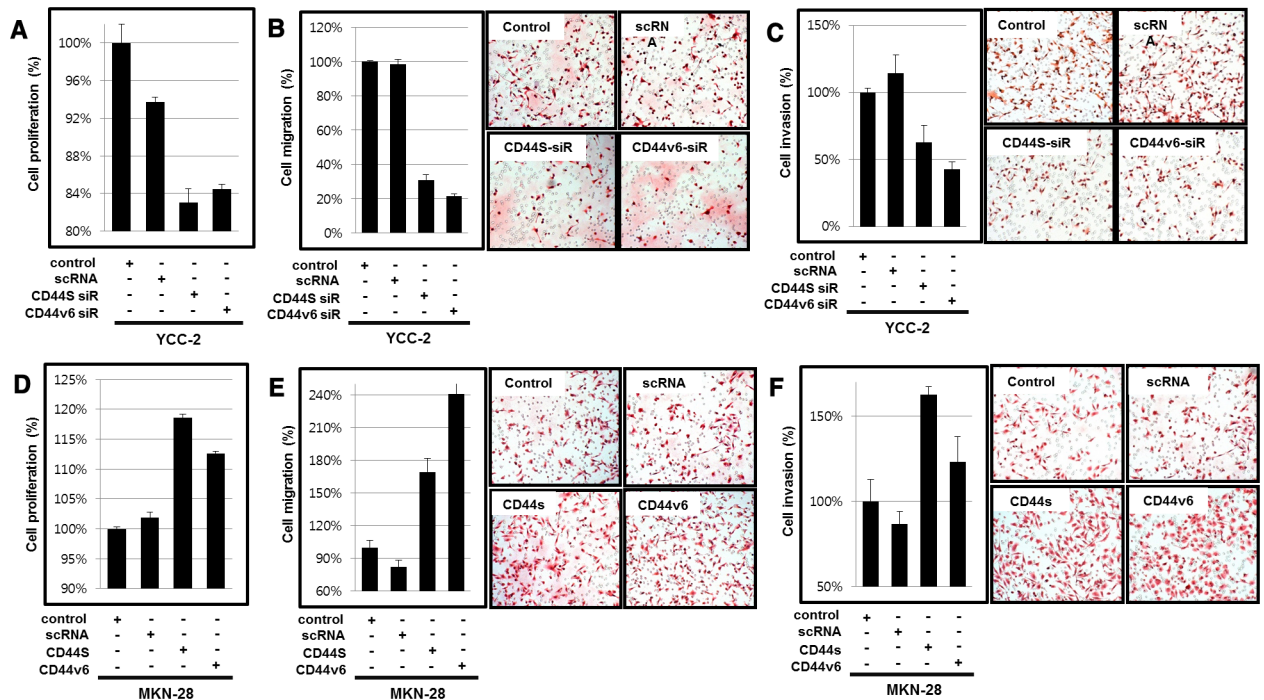 A
Cell proliferation (%)
100%
96%
92%
88%
84%
80%
control + - - -
scRNA - + - -
CD44S siR - - + -
CD44v6 siR - - - +
YCC-2
B
Cell migration (%)
120%
100%
80%
60%
40%
20%
0%
control + - - -
scRNA - + - -
CD44S siR - - + -
CD44v6 siR - - - +
YCC-2
Control
scRN
A
CD44S-siR
CD44v6-siR
C
Cell invasion (%)
150%
100%
50%
0%
control + - - -
scRNA - + - -
CD44S siR - - + -
CD44v6 siR - - - +
YCC-2
Control
scRN
A
CD44S-siR
CD44v6-siR
D
Cell proliferation (%)
125%
120%
115%
110%
105%
100%
95%
90%
control + - - -
scRNA - + - -
CD44S - - + -
CD44v6 - - - +
MKN-28
E
Cell migration (%)
240%
210%
180%
150%
120%
90%
60%
control + - - -
scRNA - + - -
CD44S - - + -
CD44v6 - - - +
MKN-28
Control
scRNA
CD44s
CD44v6
F
Cell invasion (%)
150%
100%
50%
control + - - -
scRNA - + - -
CD44s - - + -
CD44v6 - - - +
MKN-28
Control
scRNA
CD44s
CD44v6